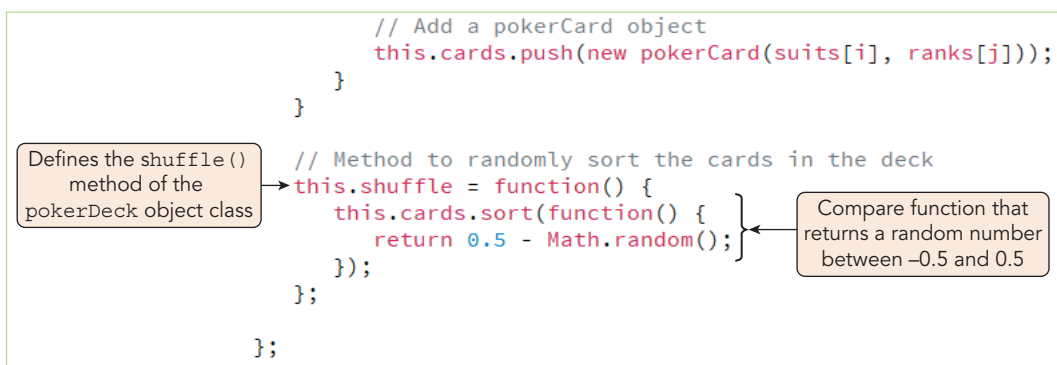 // Add a pokerCard object
this.cards.push(new pokerCard(suits[i], ranks[j]));
}
}
// Method to randomly sort the cards in the deck
this.shuffle = function() {
this.cards.sort(function() {
return 0.5 - Math.random();
});
};
};
Defines the shuffle()
method of the
pokerDeck object class
Compare function that
returns a random number
between –0.5 and 0.5